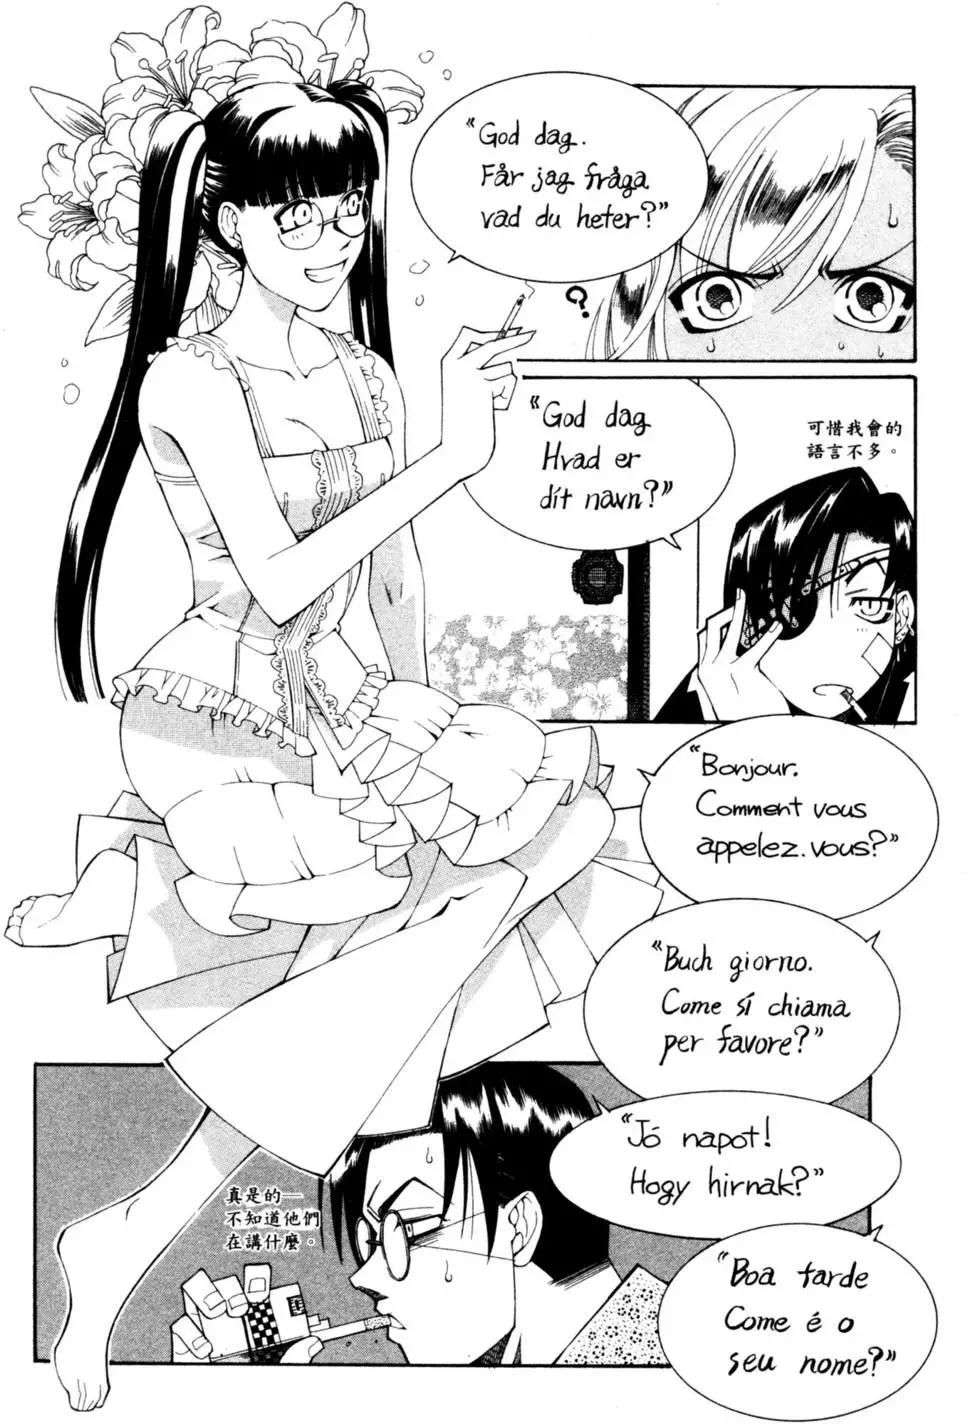 “God dag.
Får jag fråga
vad du heter?”
?
“God dag
Hvad er
dit navn?”
可惜我會的
語言不多。
“Bonjour.
Comment vous
appelez.vous?”
“Buch giorno.
Come sí chiama
per favore?”
“Jó napot!
Hogy hirnak?”
真是的—
不知道他們
在講什麼。
“Boa tarde
Come é o
seu nome?”